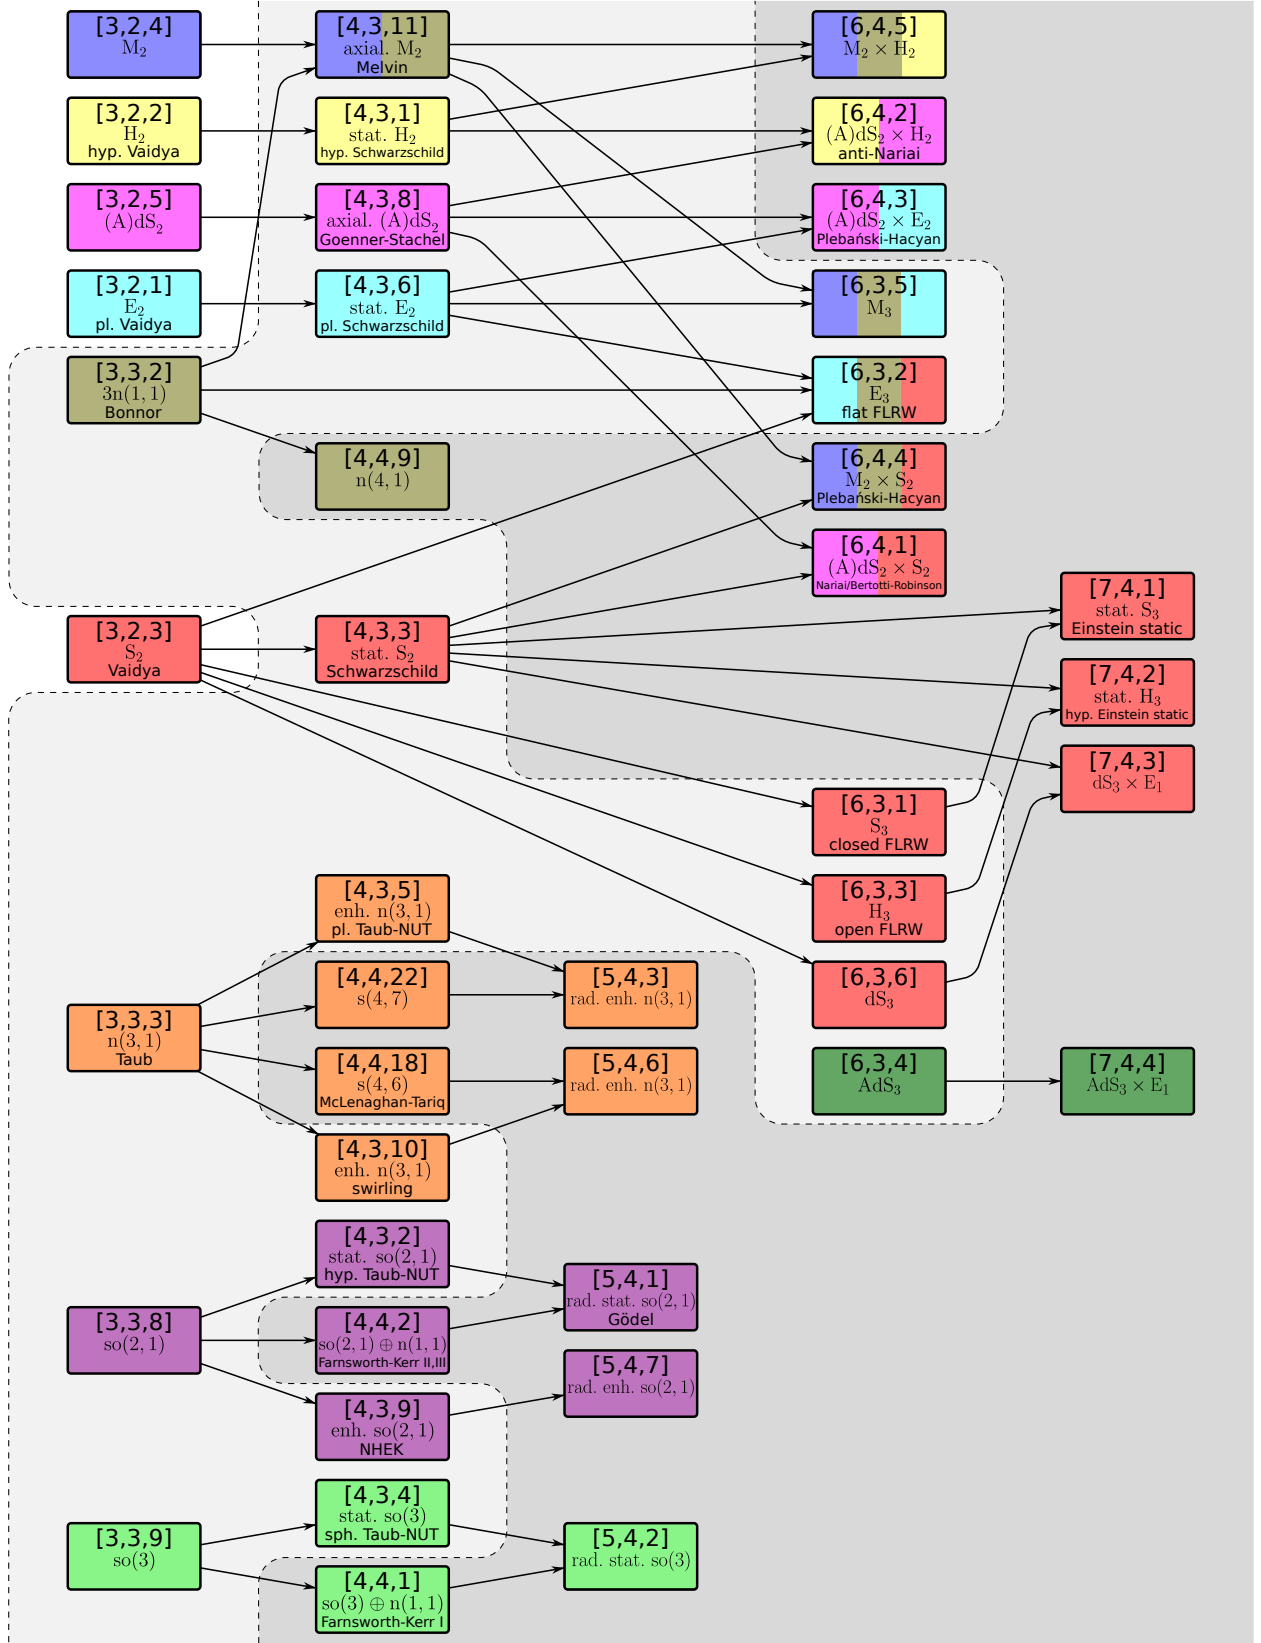 [3,2,4]
M₂
[4,3,11]
axial. M₂
Melvin
[6,4,5]
M₂ × H₂
[3,2,2]
H₂
hyp. Vaidya
[4,3,1]
stat. H₂
hyp. Schwarzschild
[6,4,2]
(A)dS₂ × H₂
anti-Nariai
[3,2,5]
(A)dS₂
[4,3,8]
axial. (A)dS₂
Goenner-Stachel
[6,4,3]
(A)dS₂ × E₂
Plebański-Hacyan
[3,2,1]
E₂
pl. Vaidya
[4,3,6]
stat. E₂
pl. Schwarzschild
[6,3,5]
M₃
[3,3,2]
3n(1, 1)
Bonnor
[6,3,2]
E₃
flat FLRW
[4,4,9]
n(4, 1)
[6,4,4]
M₂ × S₂
Plebański-Hacyan
[6,4,1]
(A)dS₂ × S₂
Nariai/Bertotti-Robinson
[7,4,1]
stat. S₃
Einstein static
[3,2,3]
S₂
Vaidya
[4,3,3]
stat. S₂
Schwarzschild
[7,4,2]
stat. H₃
hyp. Einstein static
[7,4,3]
dS₃ × E₁
[6,3,1]
S₃
closed FLRW
[4,3,5]
enh. n(3, 1)
pl. Taub-NUT
[6,3,3]
H₃
open FLRW
[4,4,22]
s(4, 7)
[5,4,3]
rad. enh. n(3, 1)
[6,3,6]
dS₃
[3,3,3]
n(3, 1)
Taub
[4,4,18]
s(4, 6)
McLenaghan-Tariq
[5,4,6]
rad. enh. n(3, 1)
[6,3,4]
AdS₃
[7,4,4]
AdS₃ × E₁
[4,3,10]
enh. n(3, 1)
swirling
[4,3,2]
stat. so(2, 1)
hyp. Taub-NUT
[5,4,1]
rad. stat. so(2, 1)
Gödel
[3,3,8]
so(2, 1)
[4,4,2]
so(2, 1) ⊕ n(1, 1)
Farnsworth-Kerr II,III
[5,4,7]
rad. enh. so(2, 1)
[4,3,9]
enh. so(2, 1)
NHEK
[4,3,4]
stat. so(3)
sph. Taub-NUT
[3,3,9]
so(3)
[5,4,2]
rad. stat. so(3)
[4,4,1]
so(3) ⊕ n(1, 1)
Farnsworth-Kerr I